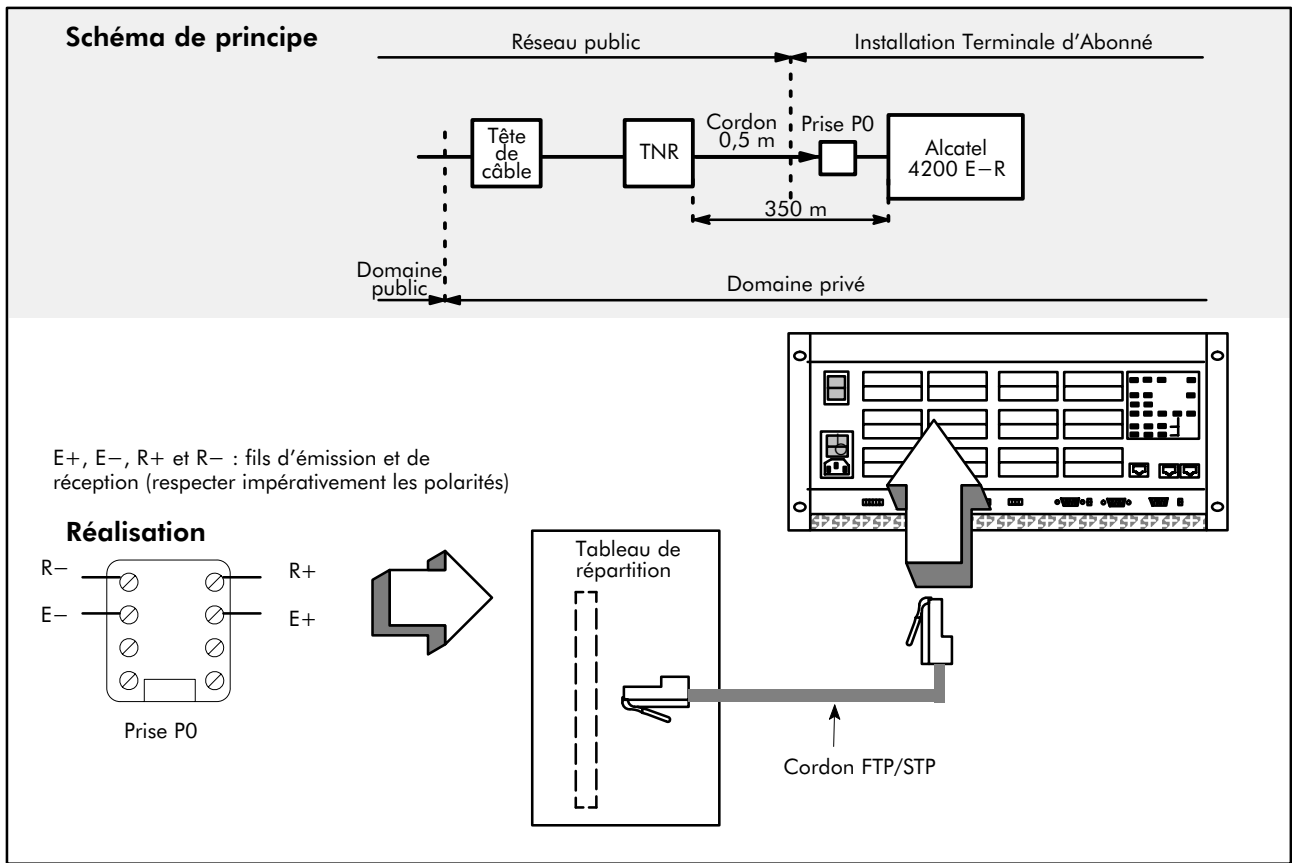 Schéma de principe
Réseau public
Installation Terminale d'Abonné
Tête
de
câble
TNR
Cordon
0,5 m
Prise P0
Alcatel
4200 E−R
350 m
Domaine
public
Domaine privé
E+, E−, R+ et R− : fils d'émission et de
réception (respecter impérativement les polarités)
Réalisation
R−
R+
E−
E+
Prise P0
Tableau de
répartition
Cordon FTP/STP